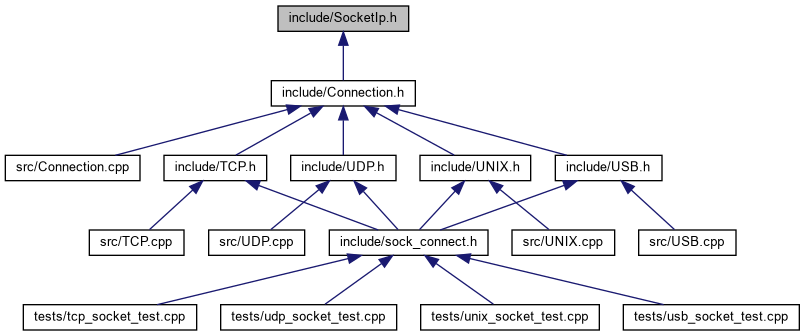 include/SocketIp.h
include/Connection.h
src/Connection.cpp
include/TCP.h
include/UDP.h
include/UNIX.h
include/USB.h
src/TCP.cpp
src/UDP.cpp
include/sock_connect.h
src/UNIX.cpp
src/USB.cpp
tests/tcp_socket_test.cpp
tests/udp_socket_test.cpp
tests/unix_socket_test.cpp
tests/usb_socket_test.cpp